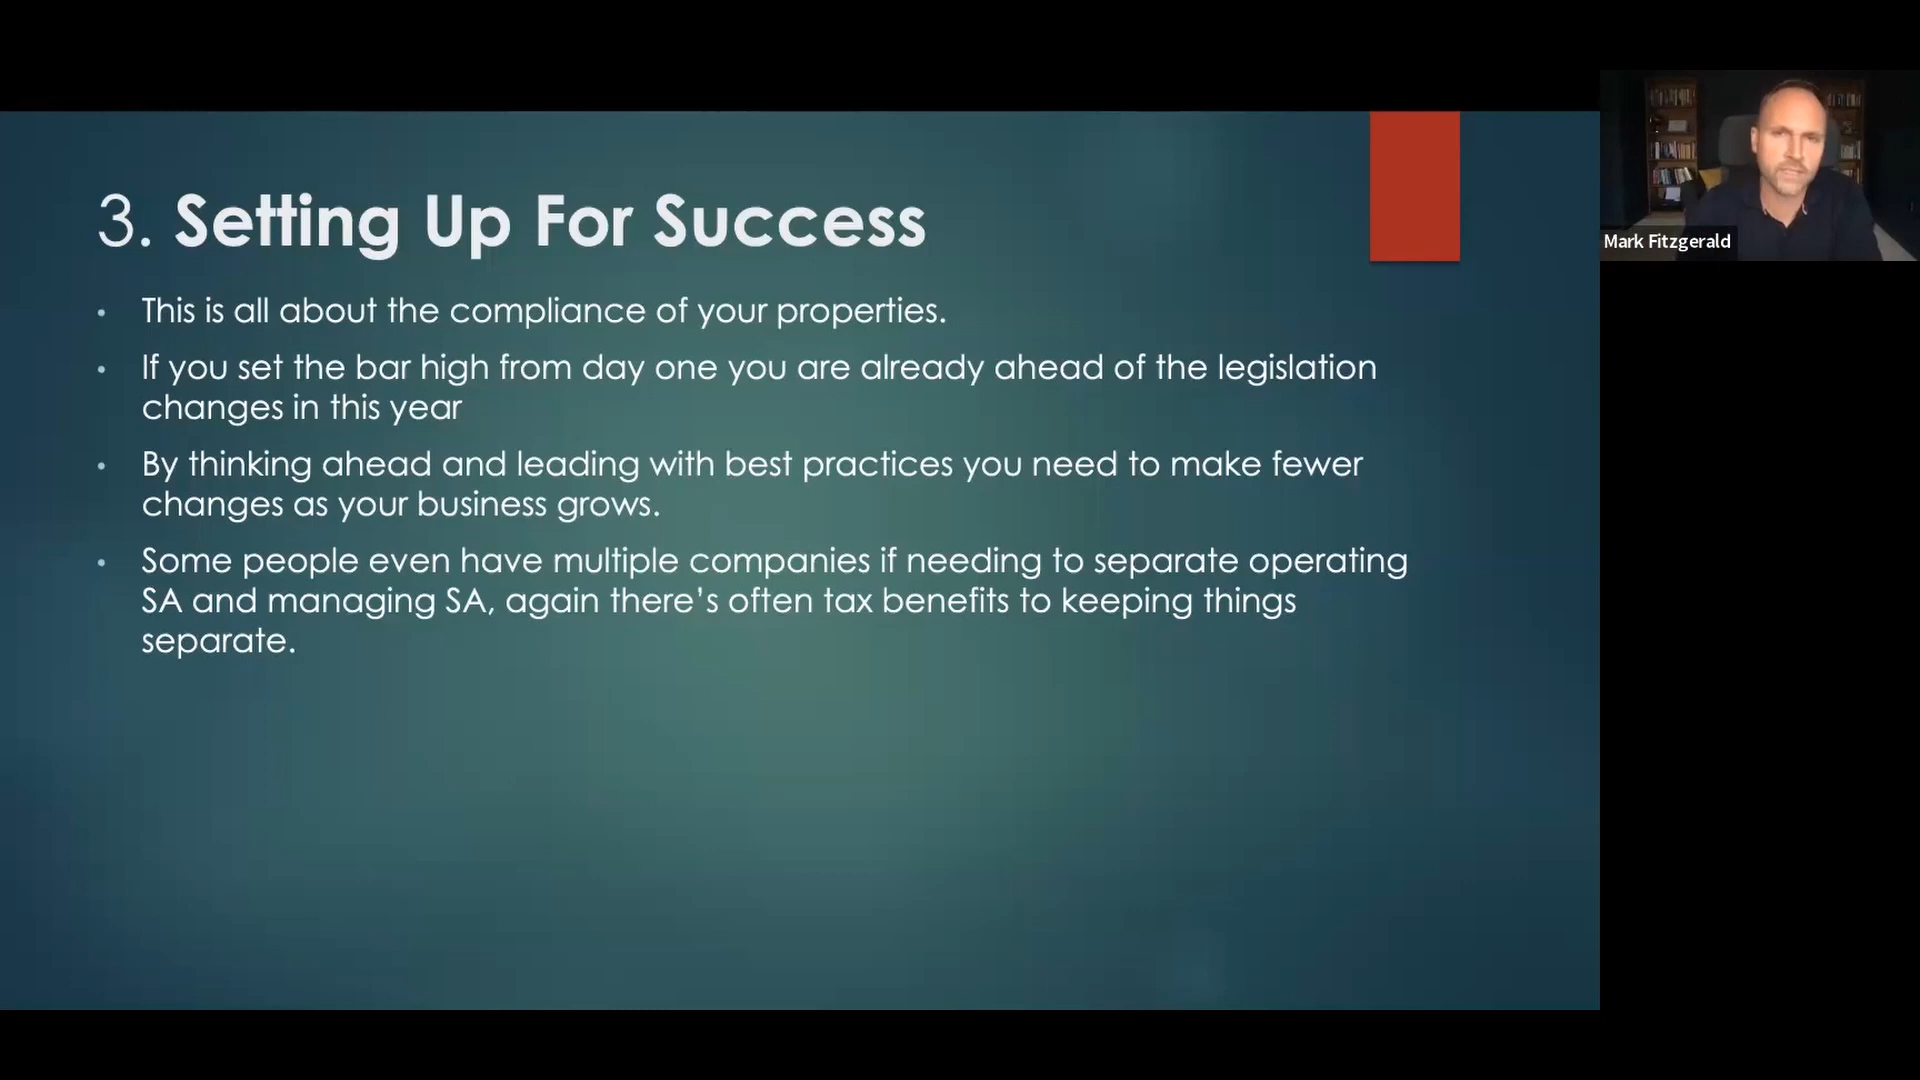 3. Setting Up For Success
• This is all about the compliance of your properties.
• If you set the bar high from day one you are already ahead of the legislation
changes in this year
• By thinking ahead and leading with best practices you need to make fewer
changes as your business grows.
• Some people even have multiple companies if needing to separate operating
SA and managing SA, again there’s often tax benefits to keeping things
separate.
Mark Fitzgerald